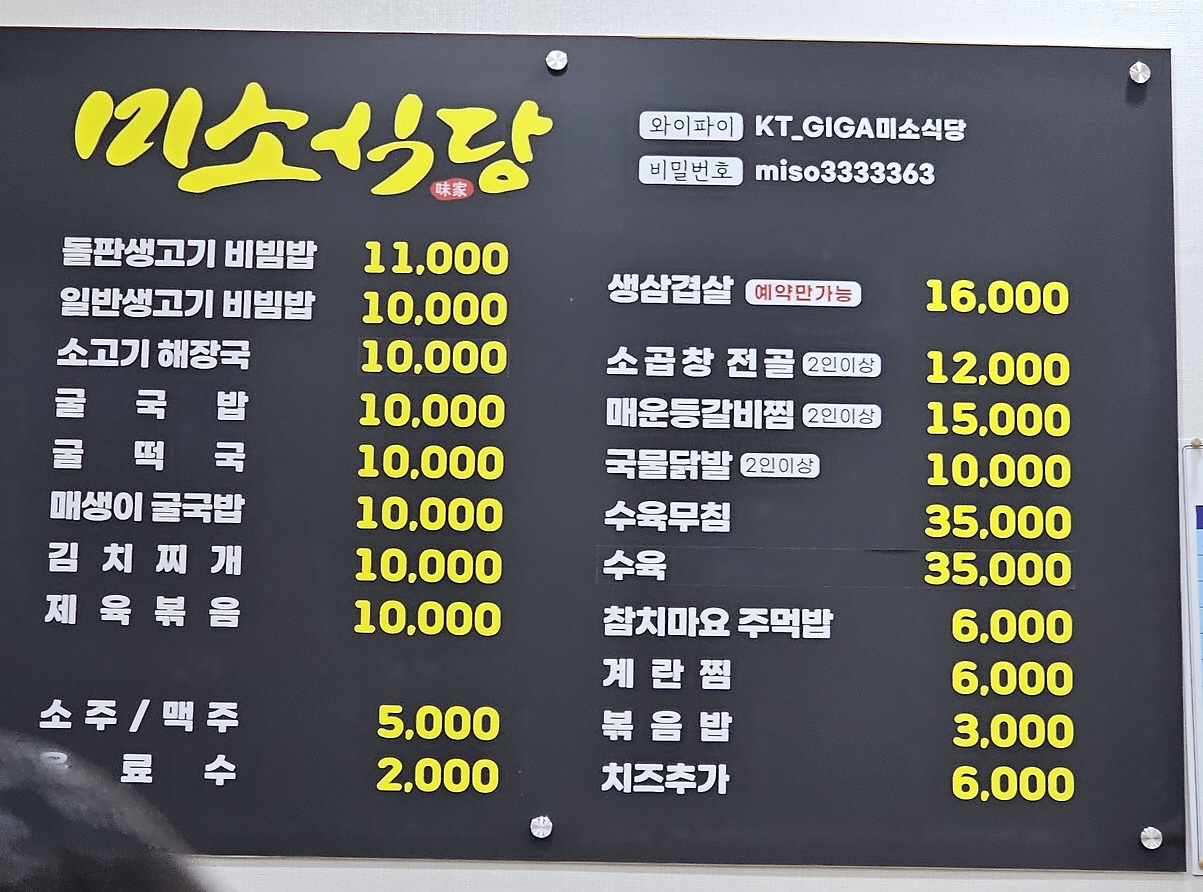 미소식당
味家
와이파이 KT_GIGA미소식당
비밀번호 miso3333363
돌판생고기 비빔밥 11,000
일반생고기 비빔밥 10,000
소고기 해장국 10,000
굴국밥 10,000
굴떡국 10,000
매생이 굴국밥 10,000
김치찌개 10,000
제육볶음 10,000
소주/맥주 5,000
료수 2,000
생삼겹살 예약만가능 16,000
소곱창 전골 2인이상 12,000
매운등갈비찜 2인이상 15,000
국물닭발 2인이상 10,000
수육무침 35,000
수육 35,000
참치마요 주먹밥 6,000
계란찜 6,000
볶음밥 3,000
치즈추가 6,000